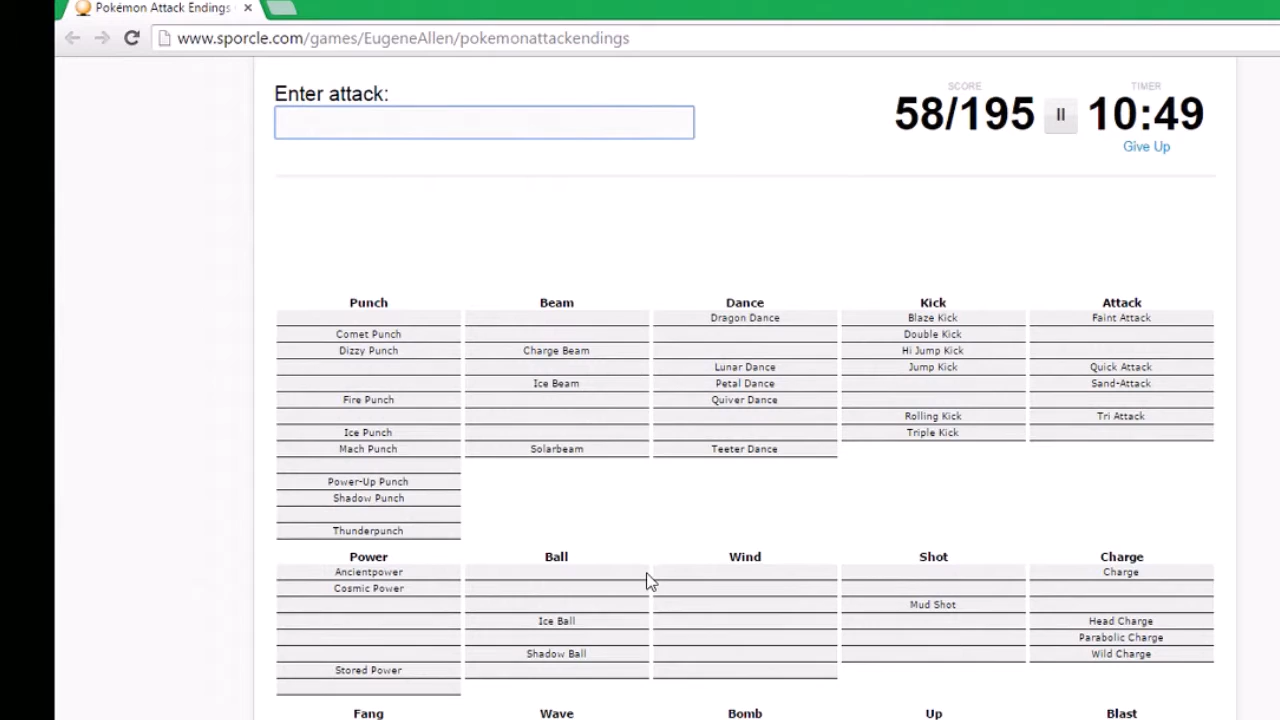 Pokémon Attack Endings
www.sporcle.com/games/EugeneAllen/pokemonattackendings
Enter attack:
SCORE
58/195
TIMER
10:49
Give Up
Punch Beam Dance Kick Attack
Dragon Dance Blaze Kick Faint Attack
Comet Punch Double Kick
Dizzy Punch Charge Beam Hi Jump Kick
Lunar Dance Jump Kick Quick Attack
Ice Beam Petal Dance Sand-Attack
Fire Punch Quiver Dance
Rolling Kick Tri Attack
Ice Punch Triple Kick
Mach Punch Solarbeam Teeter Dance
Power-Up Punch
Shadow Punch
Thunderpunch
Power Ball Wind Shot Charge
Ancientpower Charge
Cosmic Power
Mud Shot
Ice Ball Head Charge
Parabolic Charge
Shadow Ball Wild Charge
Stored Power
Fang Wave Bomb Up Blast